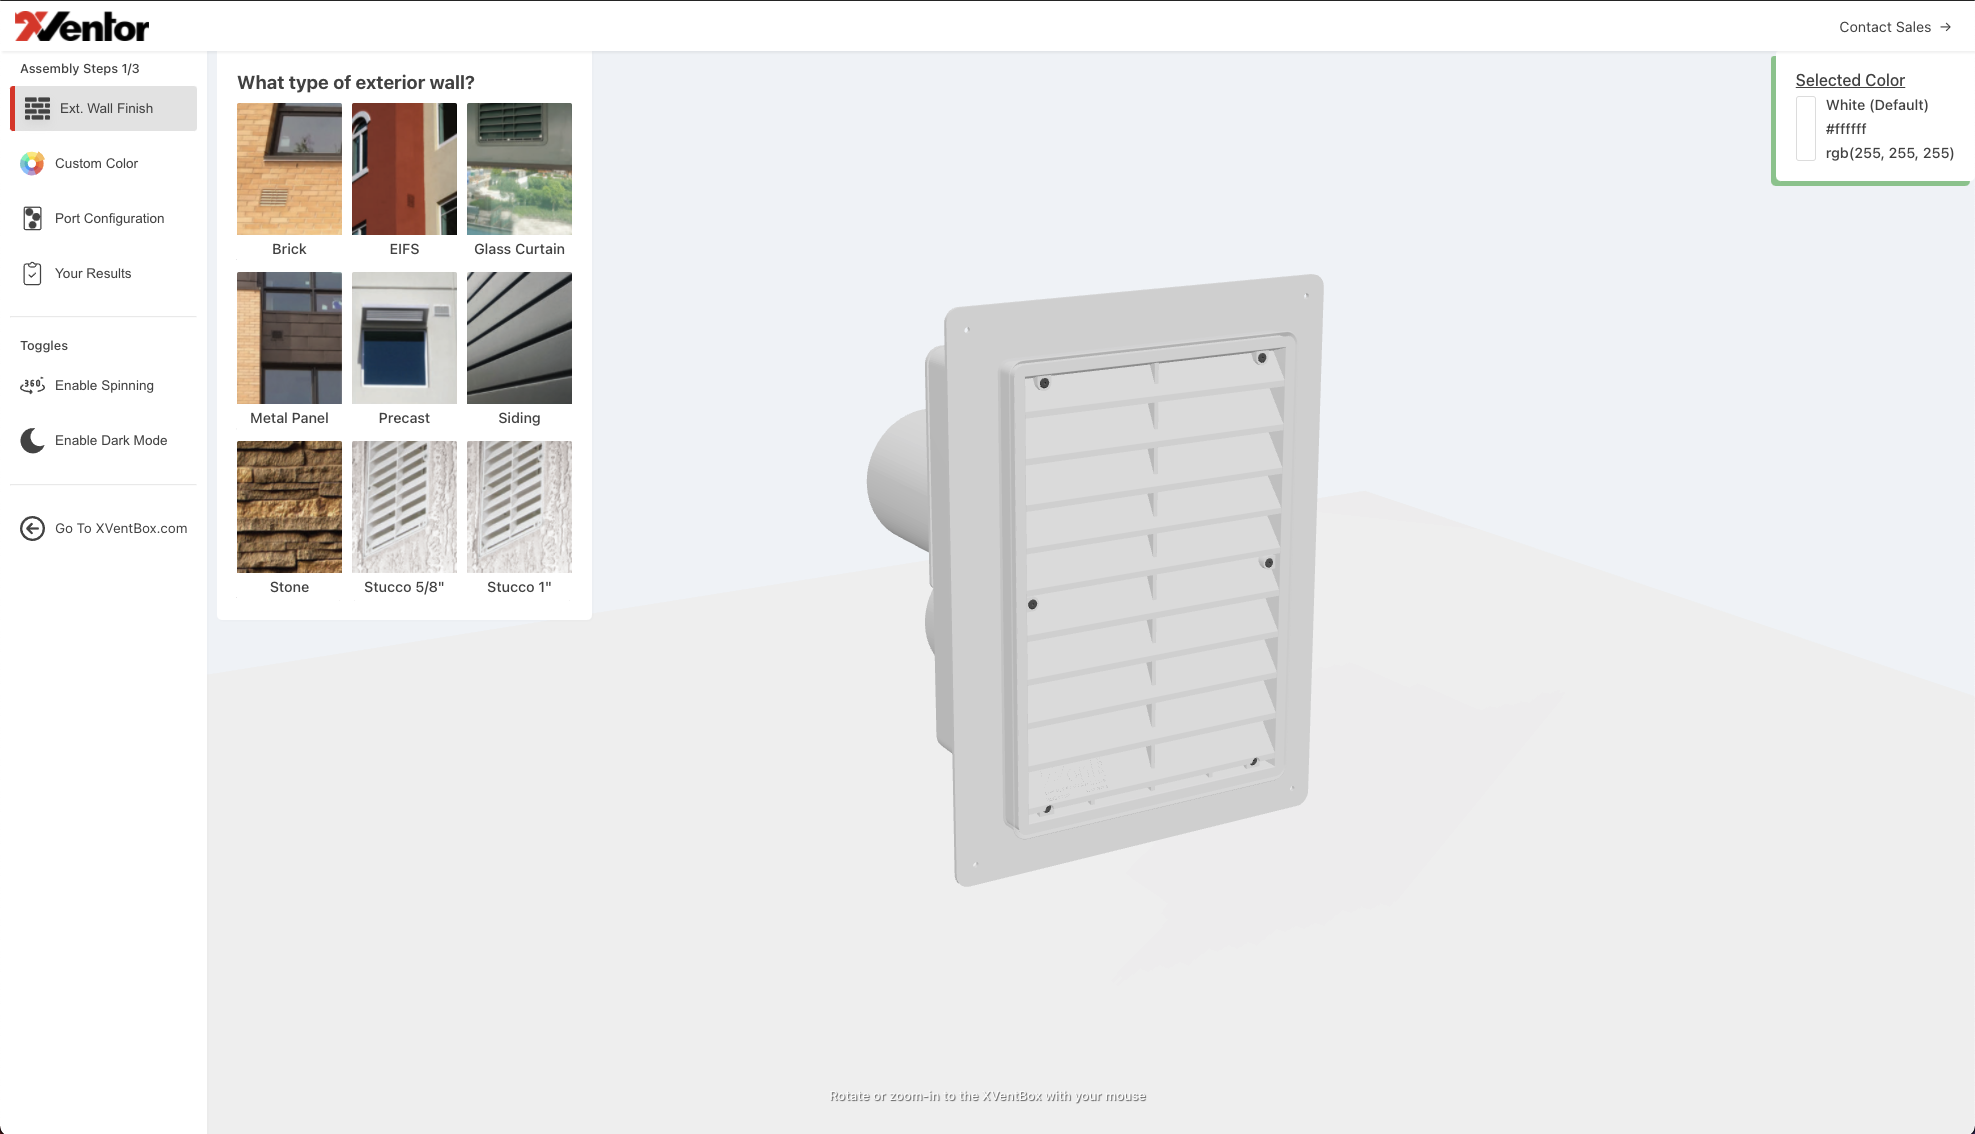 XVentor
Contact Sales →
Assembly Steps 1/3
Ext. Wall Finish
Custom Color
Port Configuration
Your Results
Toggles
360°
Enable Spinning
Enable Dark Mode
Go To XVentBox.com
What type of exterior wall?
Brick
EIFS
Glass Curtain
Metal Panel
Precast
Siding
Stone
Stucco 5/8"
Stucco 1"
Selected Color
White (Default)
#ffffff
rgb(255, 255, 255)
Rotate or zoom-in to the XVentBox with your mouse